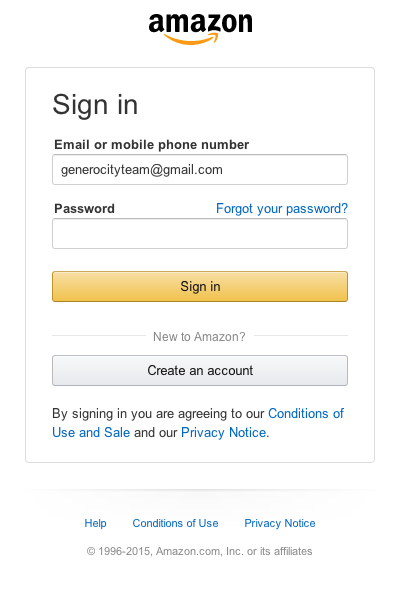 amazon
Sign in
Email or mobile phone number
generocityteam@gmail.com
Password Forgot your password?
Sign in
New to Amazon?
Create an account
By signing in you are agreeing to our Conditions of
Use and Sale and our Privacy Notice.
Help Conditions of Use Privacy Notice
© 1996-2015, Amazon.com, Inc. or its affiliates